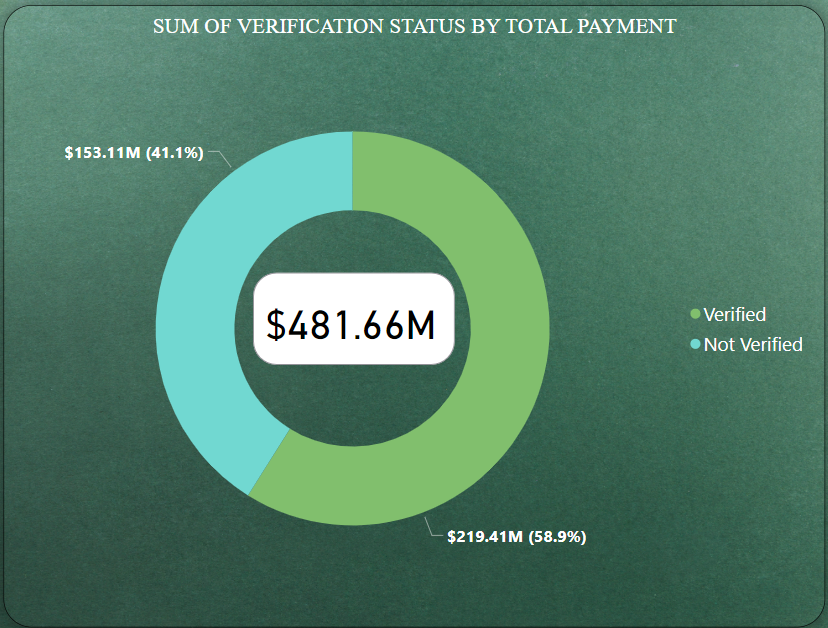 SUM OF VERIFICATION STATUS BY TOTAL PAYMENT
$153.11M (41.1%)
$481.66M
Verified
Not Verified
$219.41M (58.9%)